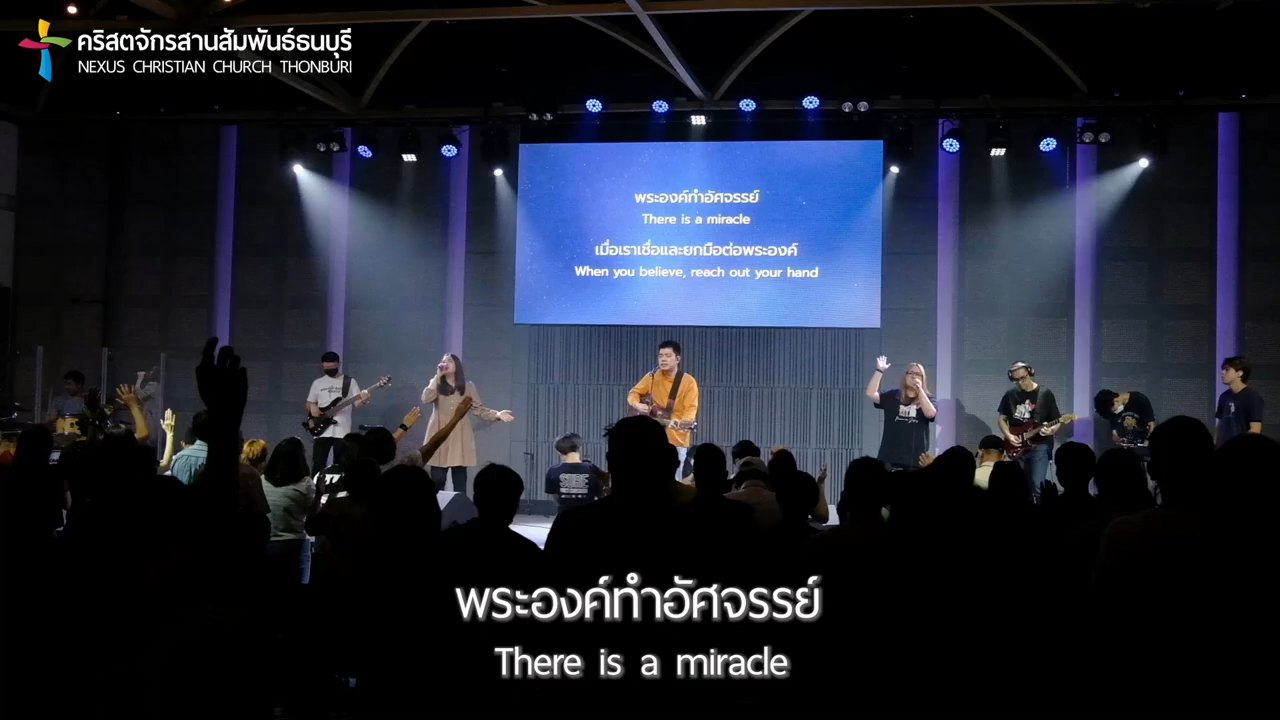 คริสตจักรสานสัมพันธ์ธนบุรี
NEXUS CHRISTIAN CHURCH THONBURI
พระองค์ทำอัศจรรย์
There is a miracle
เมื่อเราเชื่อและยกมือต่อพระองค์
When you believe, reach out your hand
พระองค์ทำอัศจรรย์
There is a miracle